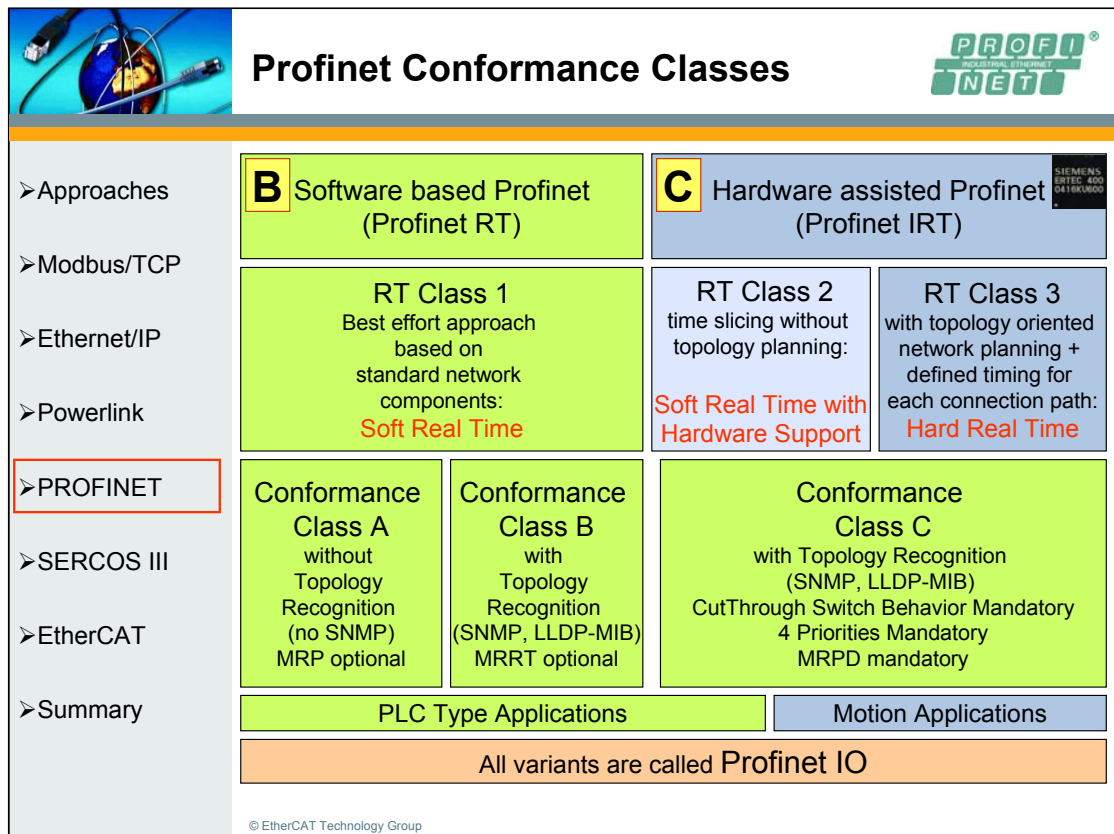 Profinet Conformance Classes
PROFI
INDUSTRIAL ETHERNET
NET
®
➢Approaches
➢Modbus/TCP
➢Ethernet/IP
➢Powerlink
➢PROFINET
➢SERCOS III
➢EtherCAT
➢Summary
B Software based Profinet
(Profinet RT)
C Hardware assisted Profinet
(Profinet IRT)
SIEMENS
ERTEC 400
0416KU600
RT Class 1
Best effort approach
based on
standard network
components:
Soft Real Time
RT Class 2
time slicing without
topology planning:
Soft Real Time with
Hardware Support
RT Class 3
with topology oriented
network planning +
defined timing for
each connection path:
Hard Real Time
Conformance
Class A
without
Topology
Recognition
(no SNMP)
MRP optional
Conformance
Class B
with
Topology
Recognition
(SNMP, LLDP-MIB)
MRRT optional
Conformance
Class C
with Topology Recognition
(SNMP, LLDP-MIB)
CutThrough Switch Behavior Mandatory
4 Priorities Mandatory
MRPD mandatory
PLC Type Applications
Motion Applications
All variants are called Profinet IO
© EtherCAT Technology Group